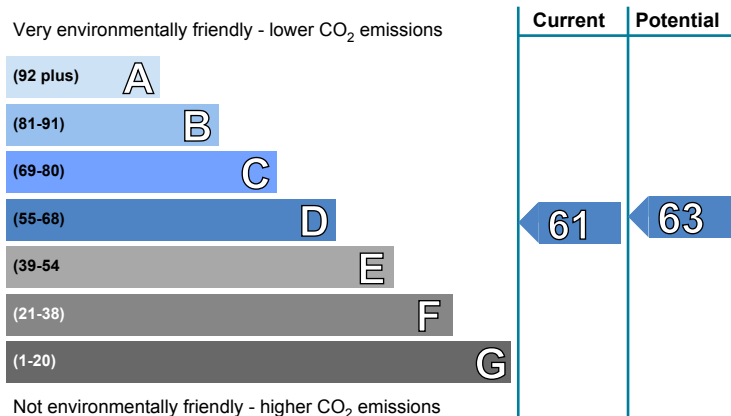 Very environmentally friendly - lower CO2 emissions
Current
Potential
(92 plus) A
(81-91) B
(69-80) C
(55-68) D
61
63
(39-54 E
(21-38) F
(1-20) G
Not environmentally friendly - higher CO2 emissions